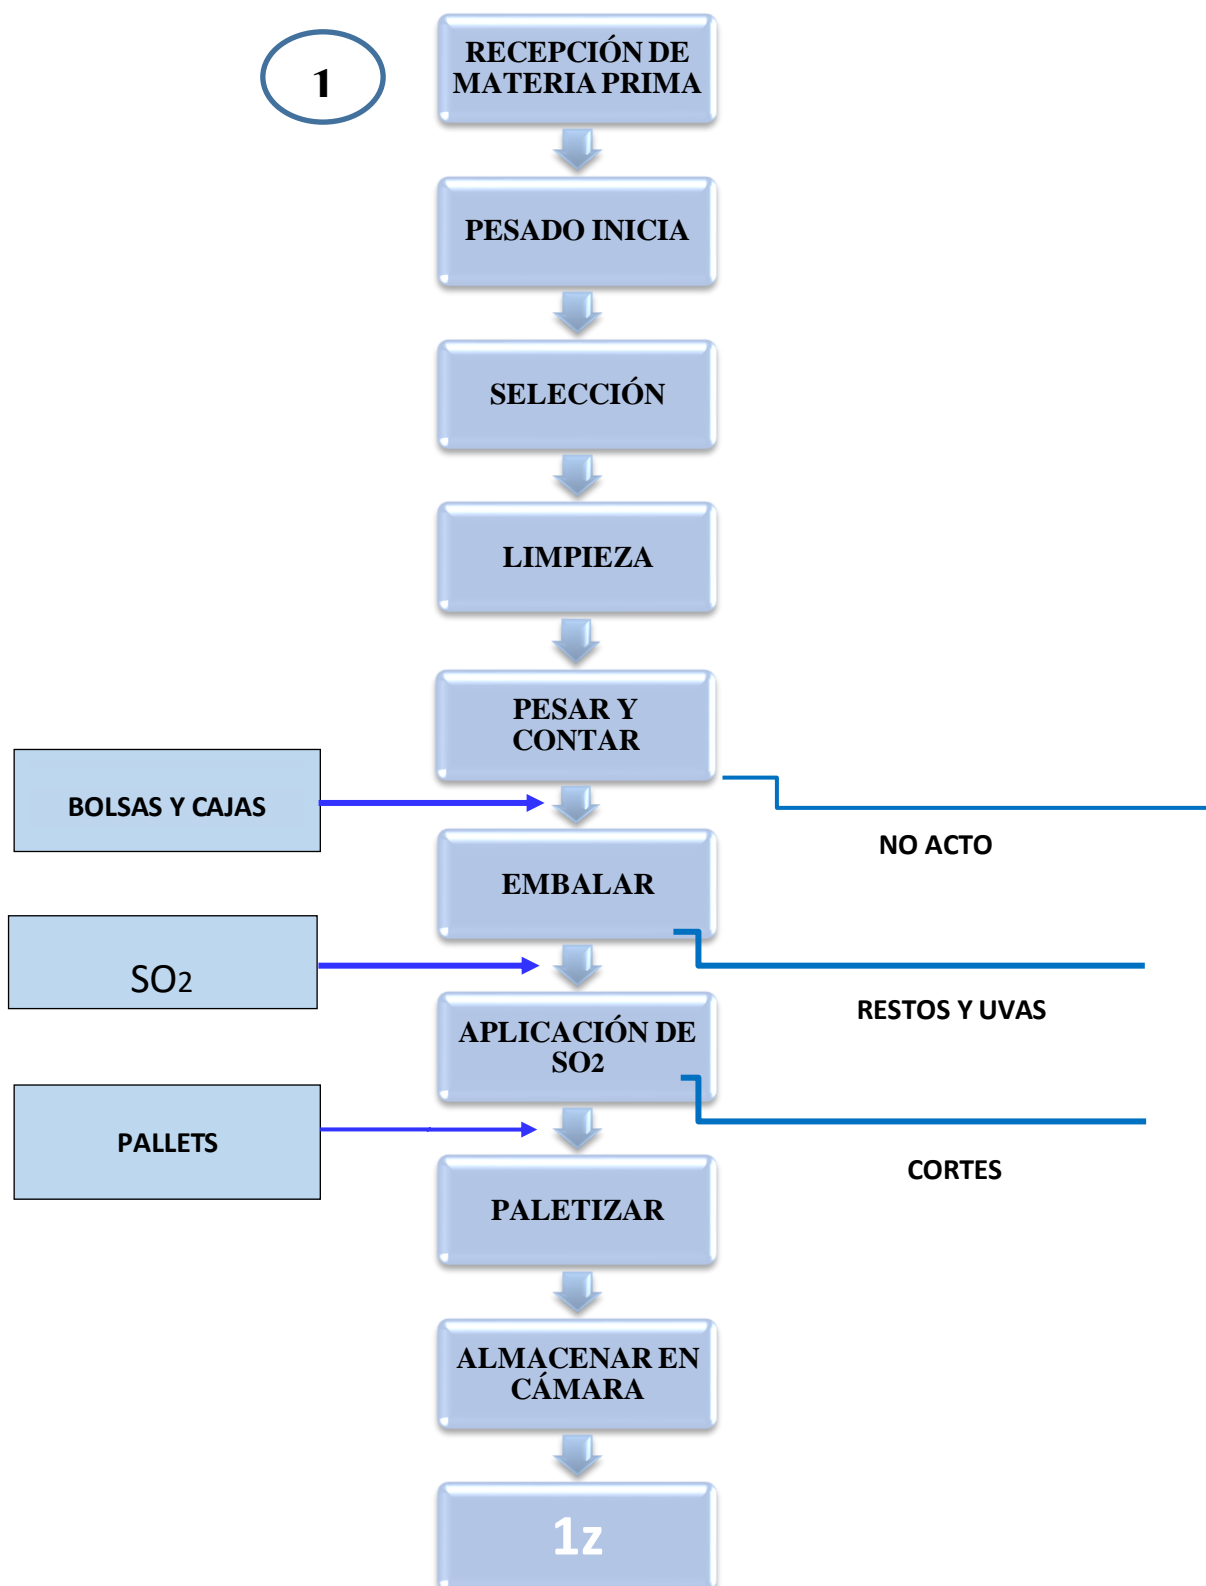 1
RECEPCIÓN DE
MATERIA PRIMA
PESADO INICIA
SELECCIÓN
LIMPIEZA
PESAR Y
CONTAR
BOLSAS Y CAJAS
NO ACTO
EMBALAR
SO2
RESTOS Y UVAS
APLICACIÓN DE
SO2
PALLETS
CORTES
PALETIZAR
ALMACENAR EN
CÁMARA
1z